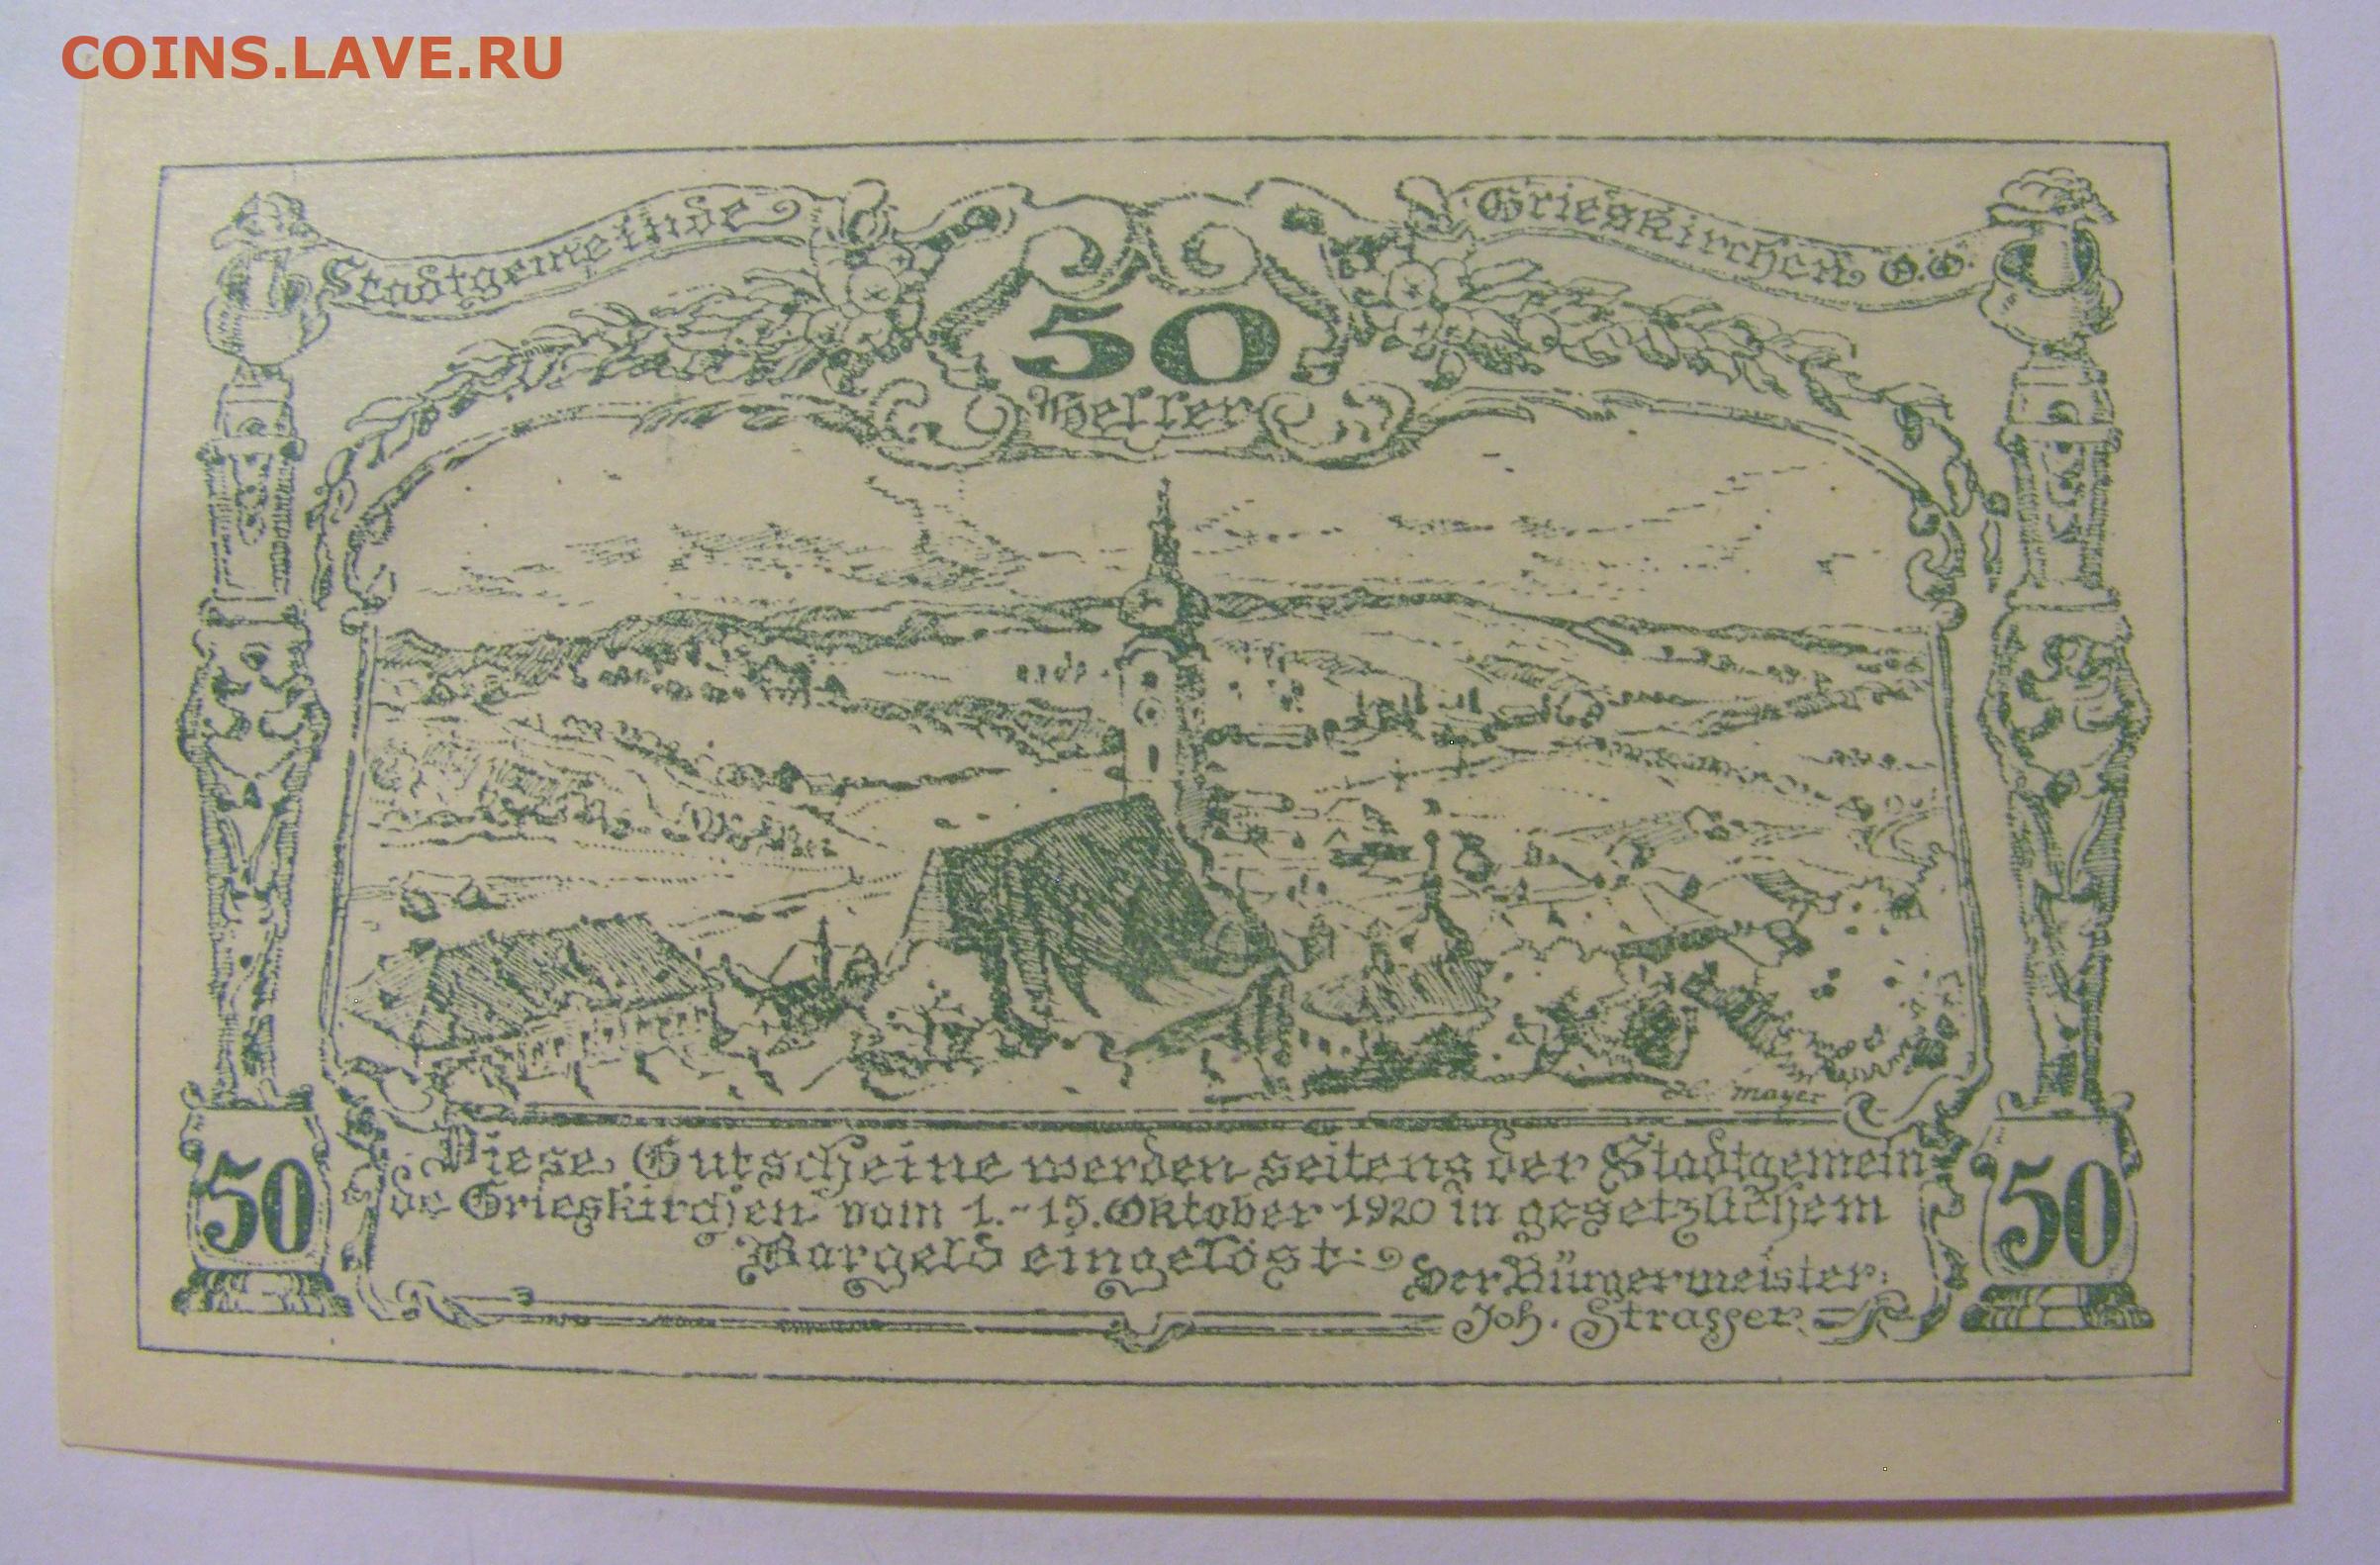 COINS.LAVE.RU
Stadtgemeinde
Grieskirchen O.Ö.
50
Heller
H. Mayer
Diese Gutscheine werden seitens der Stadtgemein
de Grieskirchen vom 1.-15. Oktober 1920 in gesetzlichem
Bargeld eingelöst.
Der Bürgermeister:
Joh. Strasser
50
50